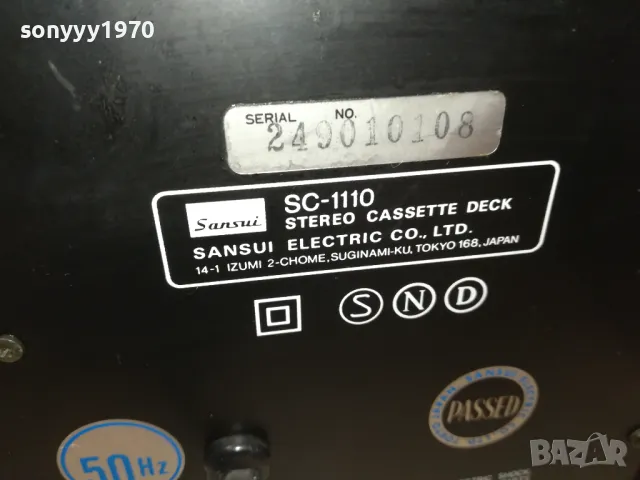 sonyyy1970
SERIAL NO.
249010108
Sansui
SC-1110
STEREO CASSETTE DECK
SANSUI ELECTRIC CO., LTD.
14-1 IZUMI 2-CHOME, SUGINAMI-KU, TOKYO 168, JAPAN
S N D
PASSED
50Hz
BAZAR